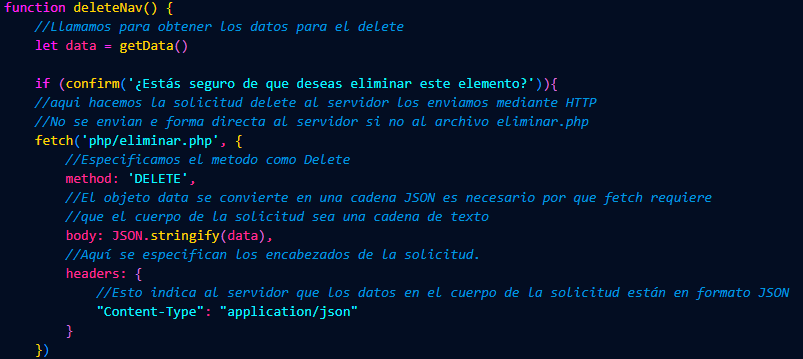 function deleteNav() {
//Llamamos para obtener los datos para el delete
let data = getData()
if (confirm('¿Estás seguro de que deseas eliminar este elemento?')){
//aqui hacemos la solicitud delete al servidor los enviamos mediante HTTP
//No se envian e forma directa al servidor si no al archivo eliminar.php
fetch('php/eliminar.php', {
//Especificamos el metodo como Delete
method: 'DELETE',
//El objeto data se convierte en una cadena JSON es necesario por que fetch requiere
//que el cuerpo de la solicitud sea una cadena de texto
body: JSON.stringify(data),
//Aquí se especifican los encabezados de la solicitud.
headers: {
//Esto indica al servidor que los datos en el cuerpo de la solicitud están en formato JSON
"Content-Type": "application/json"
}
})